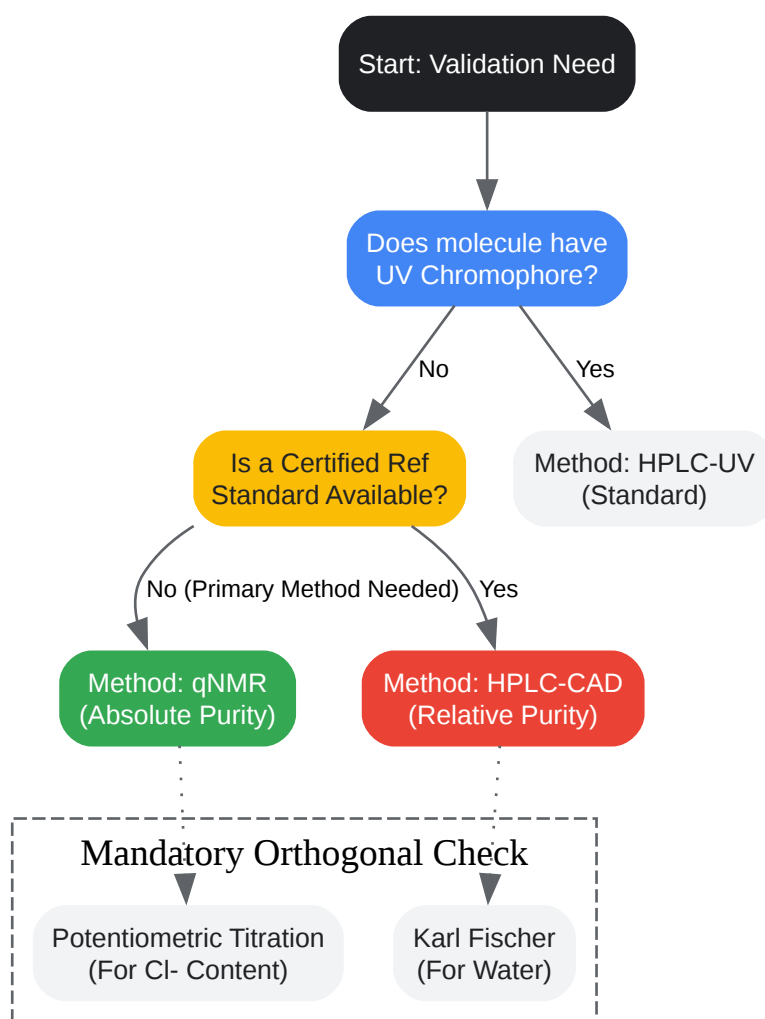 Start: Validation Need
Does molecule have
UV Chromophore?
No
Yes
Is a Certified Ref
Standard Available?
Method: HPLC-UV
(Standard)
No (Primary Method Needed)
Yes
Method: qNMR
(Absolute Purity)
Method: HPLC-CAD
(Relative Purity)
Mandatory Orthogonal Check
Potentiometric Titration
(For Cl- Content)
Karl Fischer
(For Water)